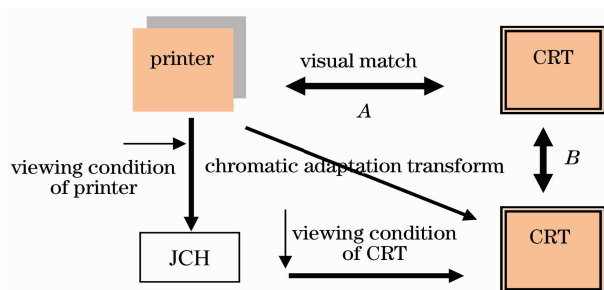 printer
visual match
CRT
A
viewing condition
of printer
chromatic adaptation transform
B
JCH
viewing condition
of CRT
CRT